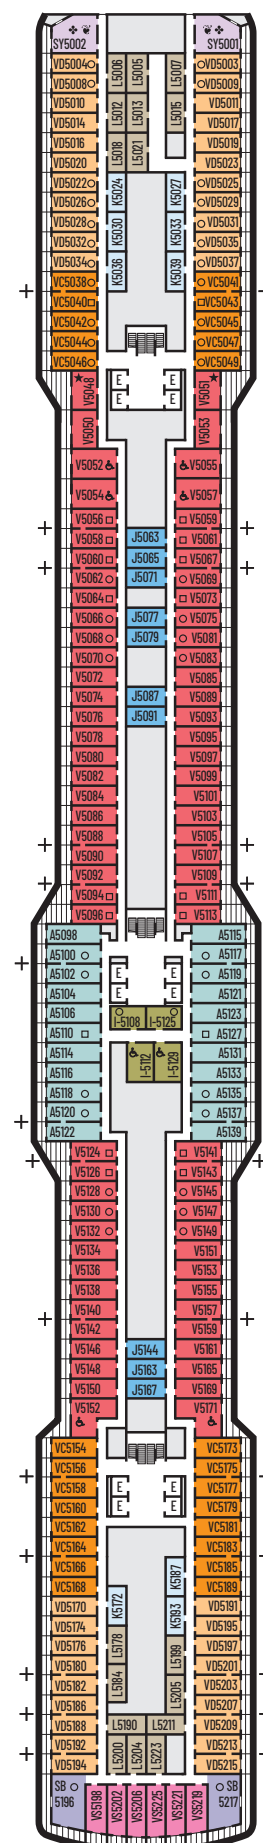 SY5002 SY5001
VD5004 L5006 L5005 L5007 VD5003
VD5008 VD5009
VD5010 L5012 L5013 L5015 VD5011
VD5014 VD5017
VD5016 L5018 L5021 VD5019
VD5020 VD5023
VD5022 K5024 K5027 VD5025
VD5026 VD5029
VD5028 K5030 K5033 VD5031
VD5032 VD5035
VD5034 K5036 K5039 VD5037
VC5038 VC5041
VC5040 VC5043
VC5042 VC5045
VC5044 VC5047
VC5046 VC5049
V5048 E E V5051
V5050 E E V5053
V5052 V5055
V5054 V5057
V5056 V5059
V5058 J5063 V5061
V5060 J5065 V5067
V5062 J5071 V5069
V5064 V5073
V5066 J5077 V5075
V5068 J5079 V5081
V5070 V5083
V5072 V5085
V5074 J5087 V5089
V5076 J5091 V5093
V5078 V5095
V5080 V5097
V5082 V5099
V5084 V5101
V5086 V5103
V5088 V5105
V5090 V5107
V5092 V5109
V5094 V5111
V5096 V5113
A5098 A5115
A5100 A5117
A5102 E E A5119
A5104 E E A5121
A5106 I-5108 I-5125 A5123
A5110 A5127
A5114 I-5112 I-5129 A5131
A5116 A5133
A5118 A5135
A5120 A5137
A5122 A5139
V5124 V5141
V5126 V5143
V5128 V5145
V5130 V5147
V5132 V5149
V5134 V5151
V5136 V5153
V5138 V5155
V5140 V5157
V5142 V5159
V5146 J5144 V5161
V5148 J5163 V5165
V5150 J5167 V5169
V5152 V5171
VC5154 VC5173
VC5156 VC5175
VC5158 E E VC5177
VC5160 E E VC5179
VC5162 VC5181
VC5164 VC5183
VC5166 K5187 VC5185
VC5168 VC5189
VD5170 K5172 K5193 VD5191
VD5174 VD5195
VD5176 L5178 L5199 VD5197
VD5180 VD5201
VD5182 L5184 L5205 VD5203
VD5186 VD5207
VD5188 L5190 L5211 VD5209
VD5192 L5200 L5204 L5223 VD5213
VD5194 VD5215
SB 5196 VS5198 VS5202 VS5206 VS5225 VS5221 VS5219 SB 5217